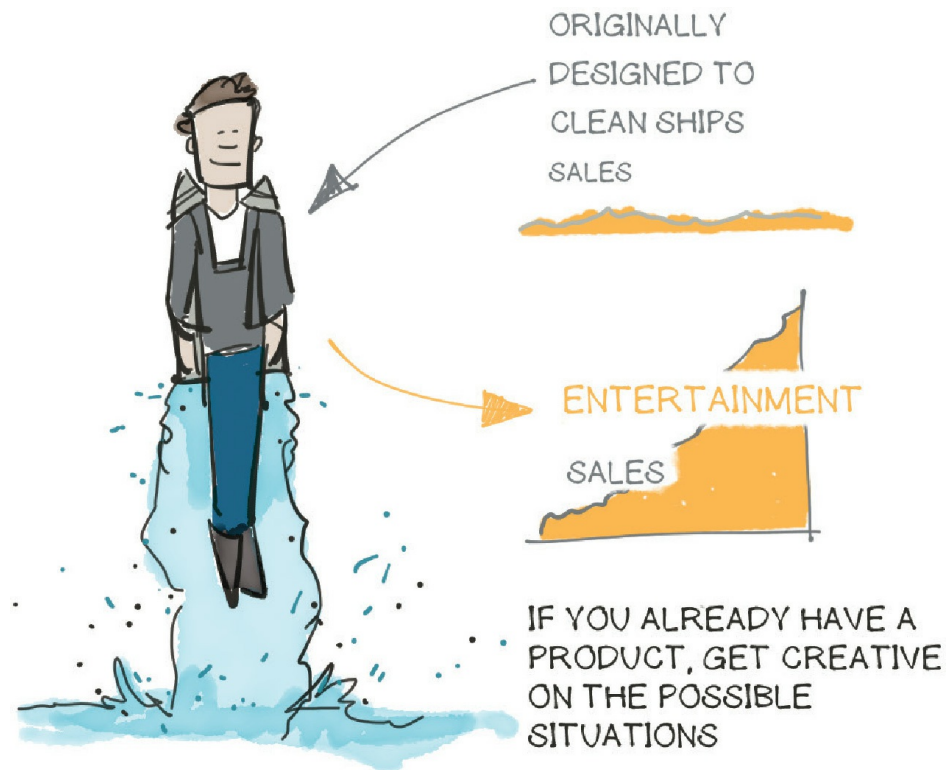 ORIGINALLY
DESIGNED TO
CLEAN SHIPS
SALES
ENTERTAINMENT
SALES
IF YOU ALREADY HAVE A
PRODUCT, GET CREATIVE
ON THE POSSIBLE
SITUATIONS